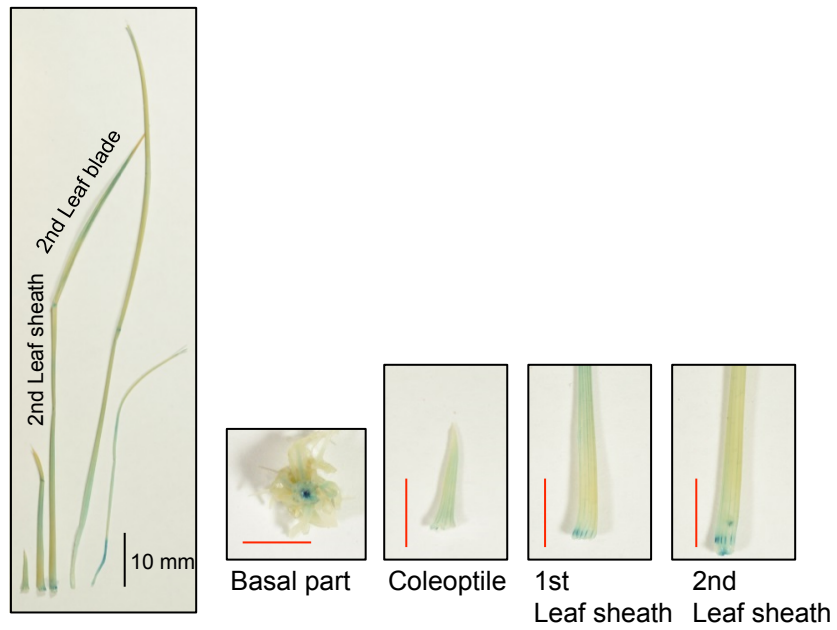 2nd Leaf blade
2nd Leaf sheath
10 mm
Basal part
Coleoptile
1st
Leaf sheath
2nd
Leaf sheath